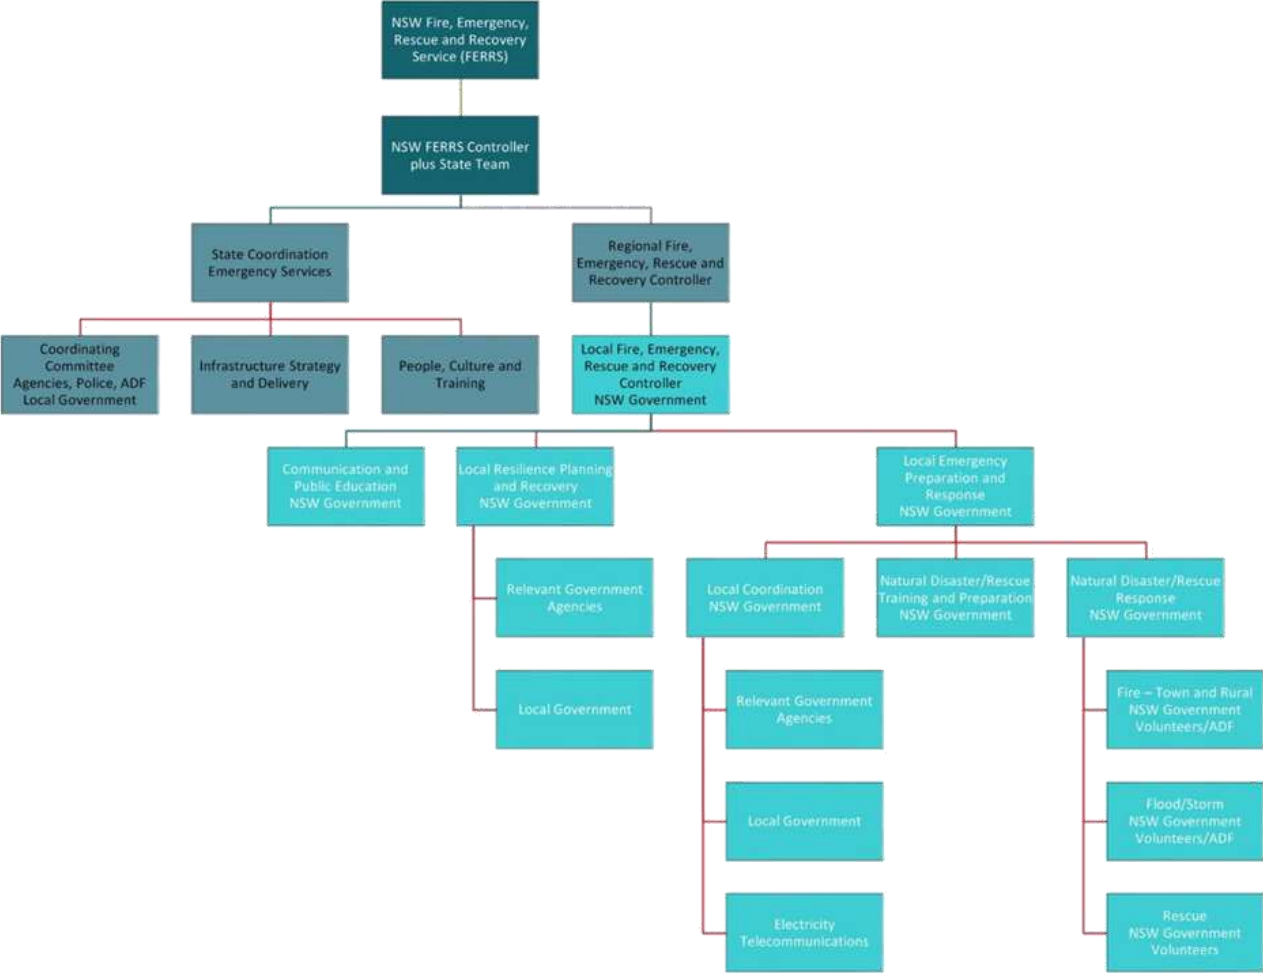 NSW Fire, Emergency,
Rescue and Recovery
Service (FERRS)
NSW FERRS Controller
plus State Team
State Coordination
Emergency Services
Regional Fire,
Emergency, Rescue and
Recovery Controller
Coordinating
Committee
Agencies, Police, ADF
Local Government
Infrastructure Strategy
and Delivery
People, Culture and
Training
Local Fire, Emergency,
Rescue and Recovery
Controller
NSW Government
Communication and
Public Education
NSW Government
Local Resilience Planning
and Recovery
NSW Government
Local Emergency
Preparation and
Response
NSW Government
Relevant Government
Agencies
Local Government
Local Coordination
NSW Government
Natural Disaster/Rescue
Training and Preparation
NSW Government
Natural Disaster/Rescue
Response
NSW Government
Relevant Government
Agencies
Local Government
Electricity
Telecommunications
Fire – Town and Rural
NSW Government
Volunteers/ADF
Flood/Storm
NSW Government
Volunteers/ADF
Rescue
NSW Government
Volunteers